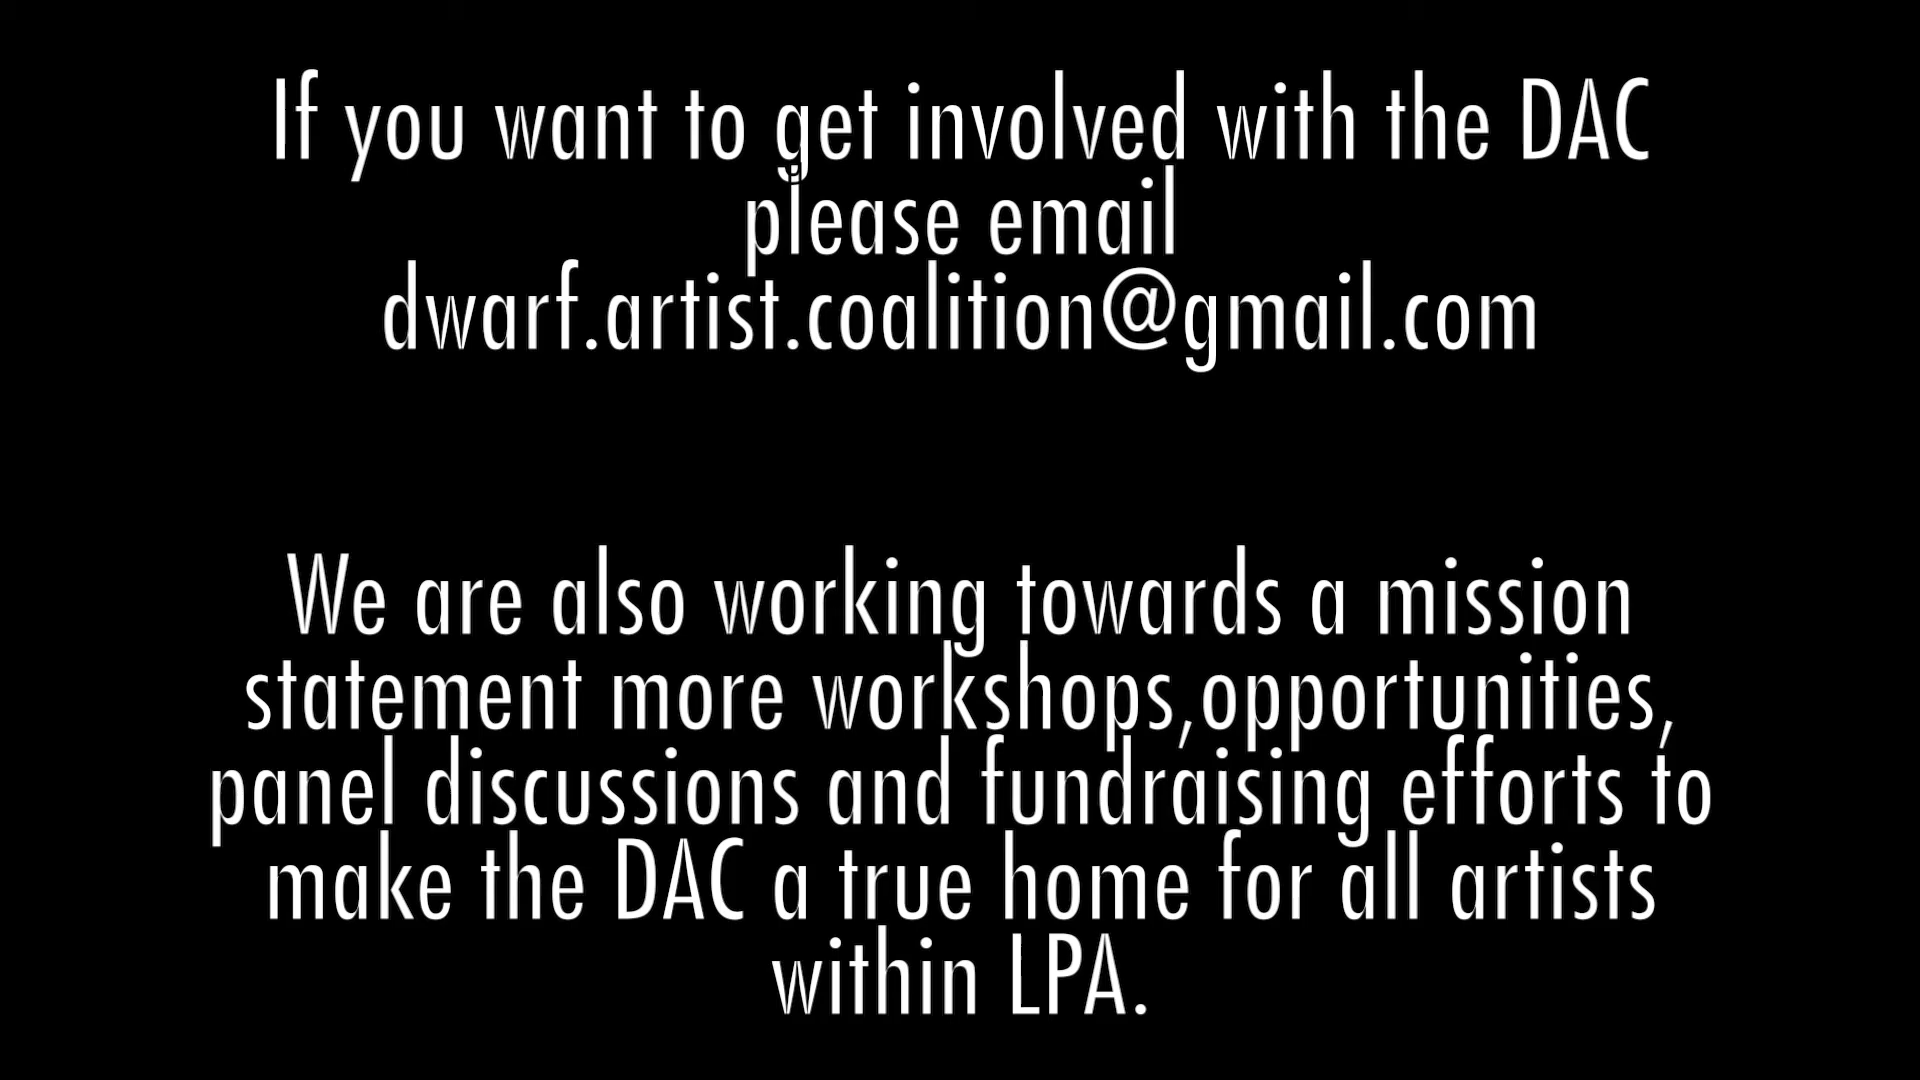 If you want to get involved with the DAC
please email
dwarf.artist.coalition@gmail.com
We are also working towards a mission
statement more workshops,opportunities,
panel discussions and fundraising efforts to
make the DAC a true home for all artists
within LPA.